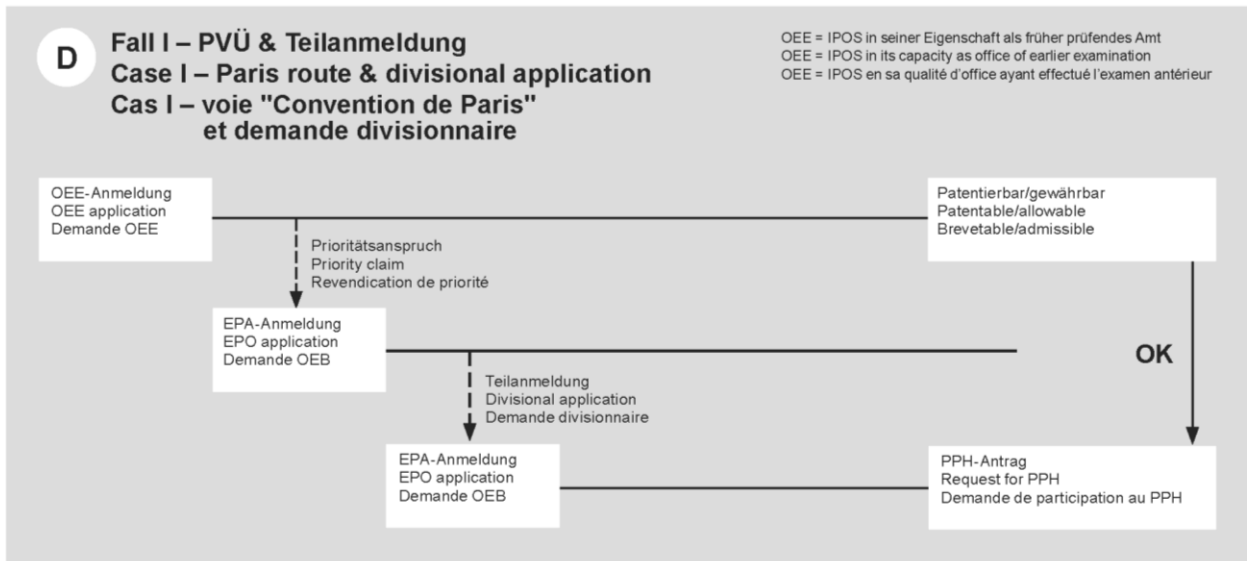 D
Fall I – PVÜ & Teilanmeldung
Case I – Paris route & divisional application
Cas I – voie "Convention de Paris"
et demande divisionnaire
OEE = IPOS in seiner Eigenschaft als früher prüfendes Amt
OEE = IPOS in its capacity as office of earlier examination
OEE = IPOS en sa qualité d'office ayant effectué l'examen antérieur
OEE-Anmeldung
OEE application
Demande OEE
Patentierbar/gewährbar
Patentable/allowable
Brevetable/admissible
Prioritätsanspruch
Priority claim
Revendication de priorité
EPA-Anmeldung
EPO application
Demande OEB
OK
Teilanmeldung
Divisional application
Demande divisionnaire
EPA-Anmeldung
EPO application
Demande OEB
PPH-Antrag
Request for PPH
Demande de participation au PPH